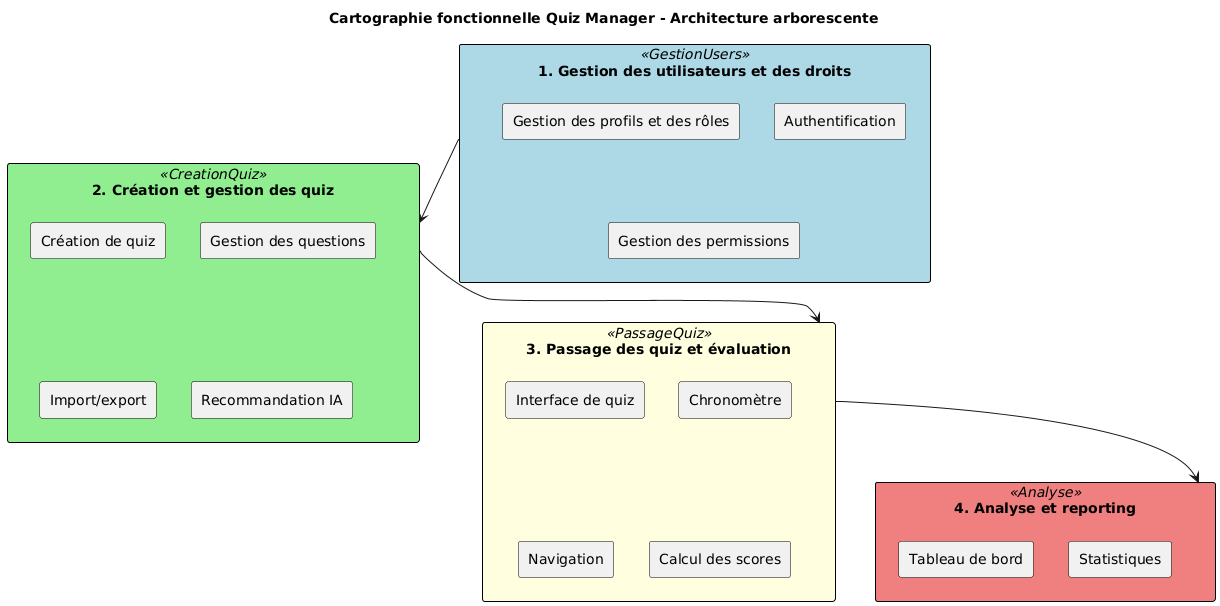 Cartographie fonctionnelle Quiz Manager - Architecture arborescente
«GestionUsers»
1. Gestion des utilisateurs et des droits
Gestion des profils et des rôles
Authentification
Gestion des permissions
«CreationQuiz»
2. Création et gestion des quiz
Création de quiz
Gestion des questions
Import/export
Recommandation IA
«PassageQuiz»
3. Passage des quiz et évaluation
Interface de quiz
Chronomètre
Navigation
Calcul des scores
«Analyse»
4. Analyse et reporting
Tableau de bord
Statistiques